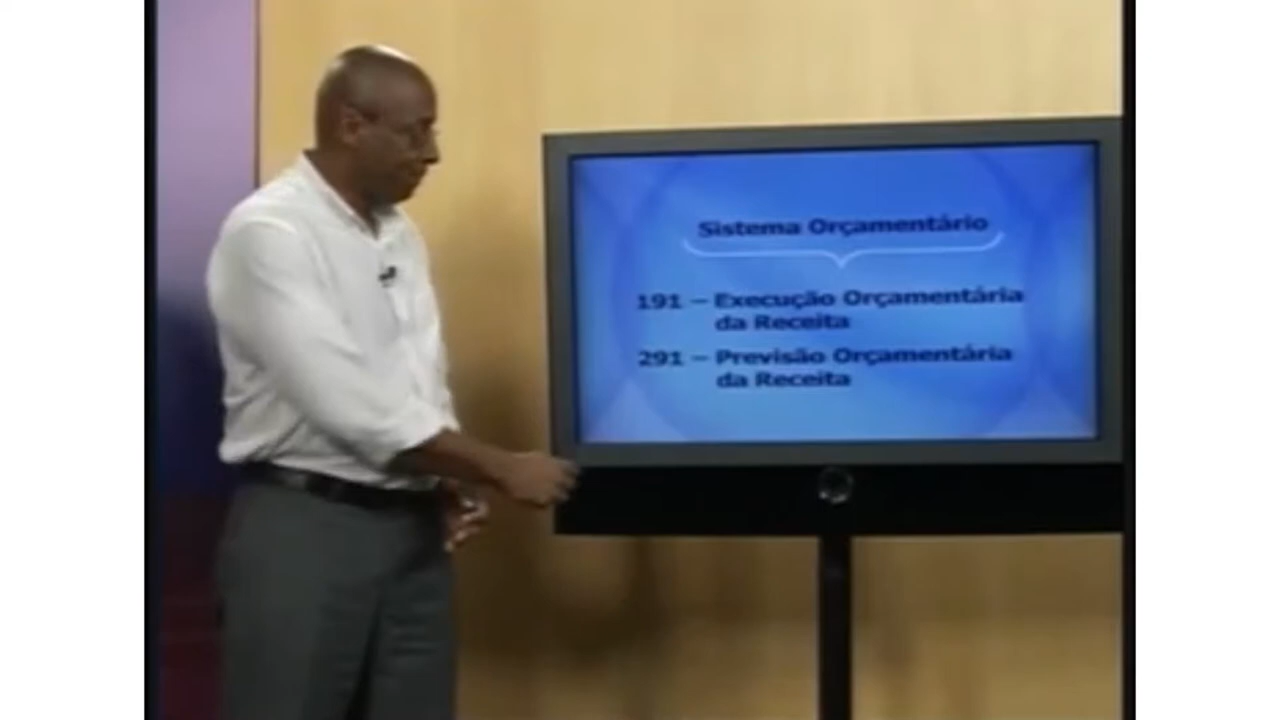 Sistema Orçamentário
191 – Execução Orçamentária
da Receita
291 – Previsão Orçamentária
da Receita